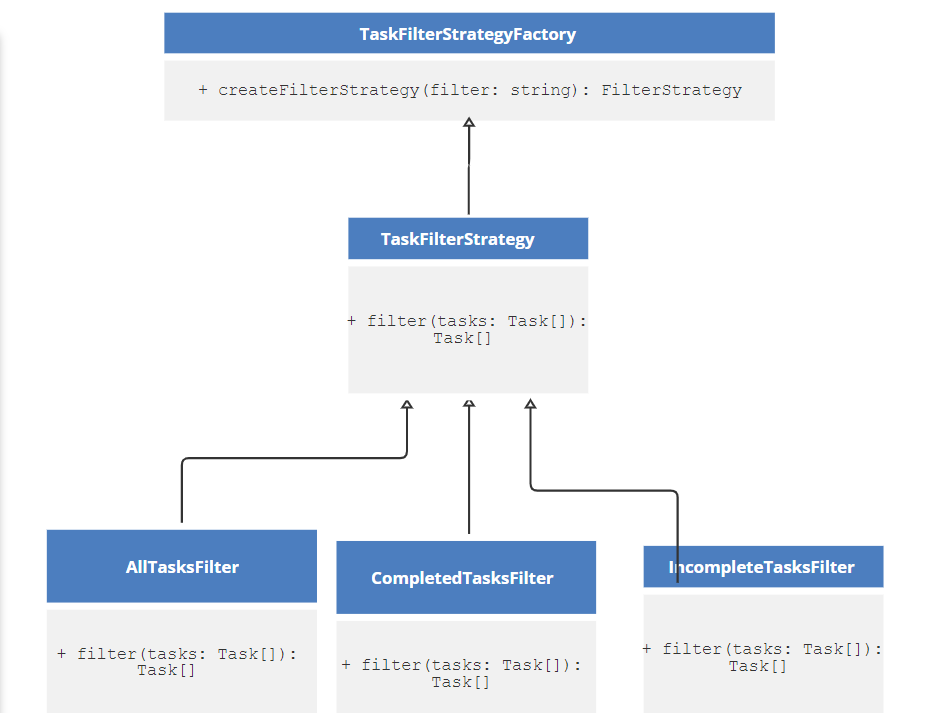 TaskFilterStrategyFactory
+ createFilterStrategy(filter: string): FilterStrategy
TaskFilterStrategy
+ filter(tasks: Task[]):
Task[]
AllTasksFilter
+ filter(tasks: Task[]):
Task[]
CompletedTasksFilter
+ filter(tasks: Task[]):
Task[]
IncompleteTasksFilter
+ filter(tasks: Task[]):
Task[]